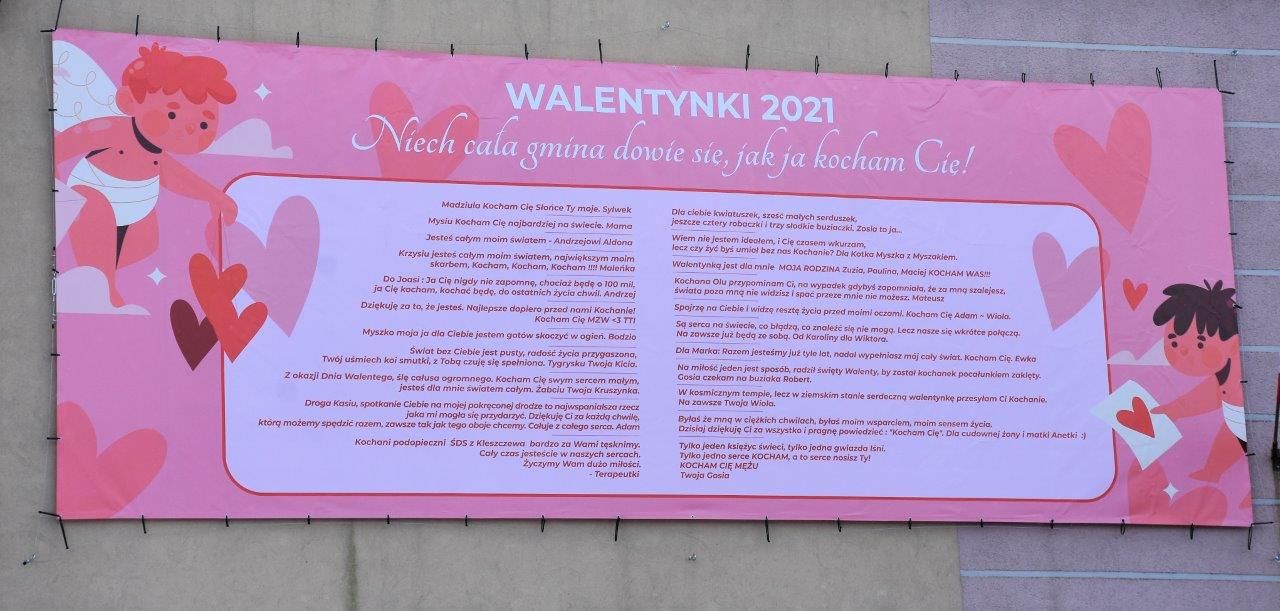 WALENTYNKI 2021
Niech cała gmina dowie się, jak ja kocham Cię!
Madziula Kocham Cię Słońce Ty moje. Sylwek
Mysiu Kocham Cię najbardziej na świecie. Mama
Jesteś całym moim światem - Andrzejowi Aldona
Krzysiu jesteś całym moim światem, największym moim
skarbem, Kocham, Kocham, Kocham !!!! Maleńka
Do Joasi : Ja Cię nigdy nie zapomnę, chociaż będę o 100 mil,
ja Cię kocham, kochać będę, do ostatnich życia chwil. Andrzej
Dziękuję za to, że jesteś. Najlepsze dopiero przed nami Kochanie!
Kocham Cię MZW <3 TTI
Myszko moja ja dla Ciebie jestem gotów skoczyć w ogień. Bodzio
Świat bez Ciebie jest pusty, radość życia przygaszona,
Twój uśmiech koi smutki, z Tobą czuję się spełniona. Tygrysku Twoja Kicia.
Z okazji Dnia Walentego, ślę całusa ogromnego. Kocham Cię swym sercem małym,
jesteś dla mnie światem całym. Żabciu Twoja Kruszynka.
Droga Kasiu, spotkanie Ciebie na mojej pokręconej drodze to najwspanialsza rzecz
jaka mi mogła się przydarzyć. Dziękuję Ci za każdą chwilę,
którą możemy spędzić razem, zawsze tak jak tego oboje chcemy. Całuje z całego serca. Adam
Kochani podopieczni ŚDS z Kleszczewa bardzo za Wami tęsknimy.
Cały czas jesteście w naszych sercach.
Życzymy Wam dużo miłości.
- Terapeutki
Dla ciebie kwiatuszek, sześć małych serduszek,
jeszcze cztery robaczki i trzy słodkie buziaczki. Zosia to ja...
Wiem nie jestem ideałem, i Cię czasem wkurzam,
lecz czy żyć byś umiał bez nas Kochanie? Dla Kotka Myszka z Myszakiem.
Walentynką jest dla mnie MOJA RODZINA Zuzia, Paulina, Maciej KOCHAM WAS!!!
Kochana Olu przypominam Ci, na wypadek gdybyś zapomniała, że za mną szalejesz,
świata poza mną nie widzisz i spać przeze mnie nie możesz. Mateusz
Spojrzę na Ciebie i widzę resztę życia przed moimi oczami. Kocham Cię Adam ~ Wiola.
Są serca na świecie, co błądzą, co znaleźć się nie mogą. Lecz nasze się wkrótce połączą.
Na zawsze już będą ze sobą. Od Karoliny dla Wiktora.
Dla Marka: Razem jesteśmy już tyle lat, nadal wypełniasz mój cały świat. Kocham Cię. Ewka
Na miłość jeden jest sposób, radził święty Walenty, by został kochanek pocałunkiem zaklęty.
Gosia czekam na buziaka Robert.
W kosmicznym tempie, lecz w ziemskim stanie serdeczną walentynkę przesyłam Ci Kochanie.
Na zawsze Twoja Wiola.
Byłaś ze mną w ciężkich chwilach, byłaś moim wsparciem, moim sensem życia.
Dzisiaj dziękuję Ci za wszystko i pragnę powiedzieć : "Kocham Cię". Dla cudownej żony i matki Anetki :)
Tylko jeden księżyc świeci, tylko jedna gwiazda lśni.
Tylko jedno serce KOCHAM, a to serce nosisz Ty!
KOCHAM CIĘ MĘŻU
Twoja Gosia